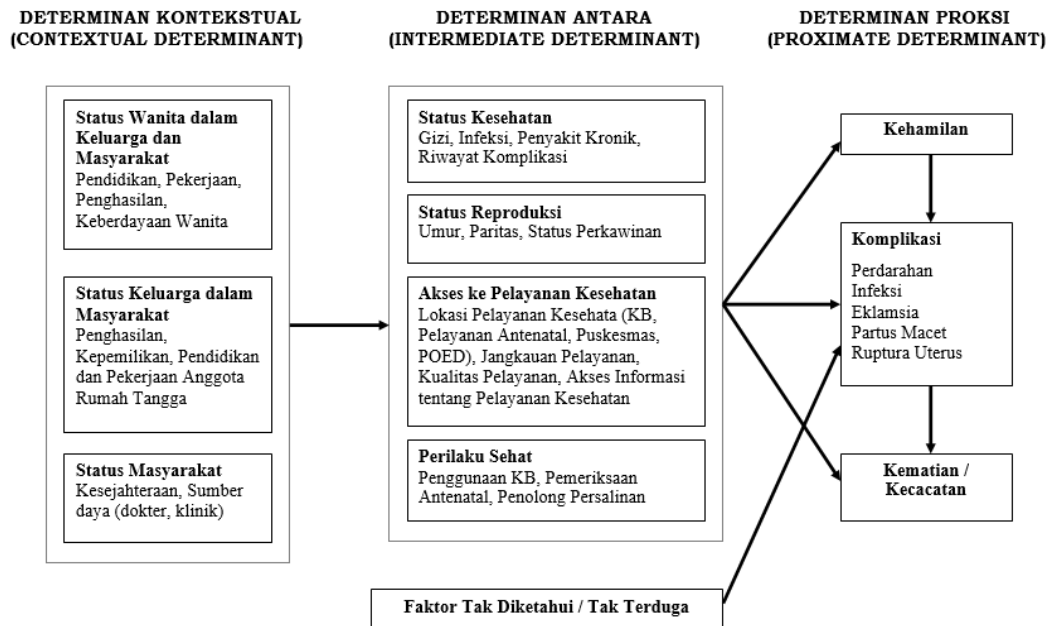 DETERMINAN KONTEKSTUAL
(CONTEXTUAL DETERMINANT)
Status Wanita dalam
Keluarga dan
Masyarakat
Pendidikan, Pekerjaan,
Penghasilan,
Keberdayaan Wanita
Status Keluarga dalam
Masyarakat
Penghasilan,
Kepemilikan, Pendidikan
dan Pekerjaan Anggota
Rumah Tangga
Status Masyarakat
Kesejahteraan, Sumber
daya (dokter, klinik)
DETERMINAN ANTARA
(INTERMEDIATE DETERMINANT)
Status Kesehatan
Gizi, Infeksi, Penyakit Kronik,
Riwayat Komplikasi
Status Reproduksi
Umur, Paritas, Status Perkawinan
Akses ke Pelayanan Kesehatan
Lokasi Pelayanan Kesehata (KB,
Pelayanan Antenatal, Puskesmas,
POED), Jangkauan Pelayanan,
Kualitas Pelayanan, Akses Informasi
tentang Pelayanan Kesehatan
Perilaku Sehat
Penggunaan KB, Pemeriksaan
Antenatal, Penolong Persalinan
Faktor Tak Diketahui / Tak Terduga
DETERMINAN PROKSI
(PROXIMATE DETERMINANT)
Kehamilan
Komplikasi
Perdarahan
Infeksi
Eklamsia
Partus Macet
Ruptura Uterus
Kematian /
Kecacatan